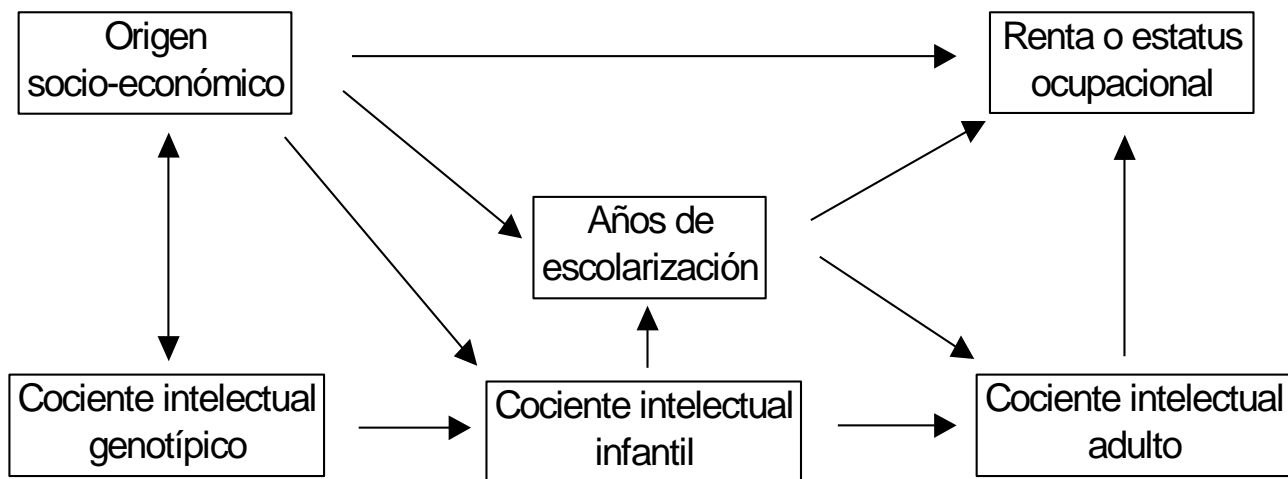 Origen
socio-económico
Renta o estatus
ocupacional
Años de
escolarización
Cociente intelectual
genotípico
Cociente intelectual
infantil
Cociente intelectual
adulto